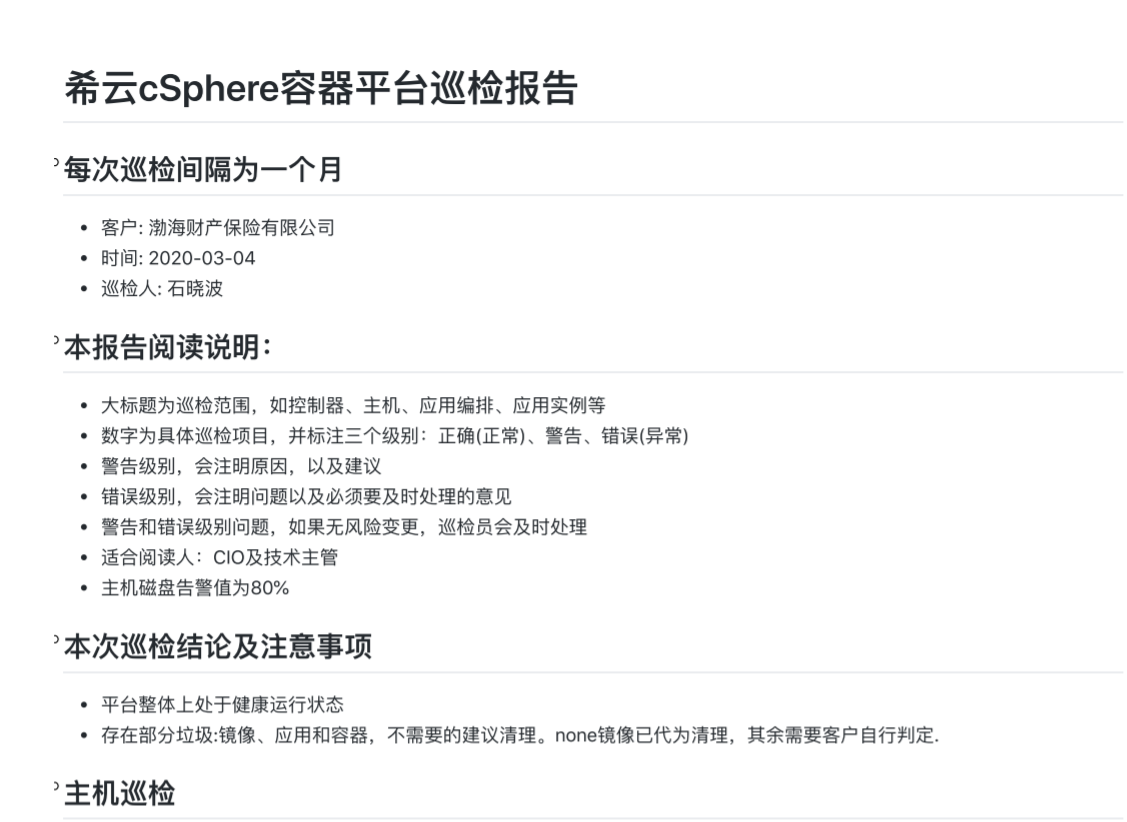 希云cSphere容器平台巡检报告
每次巡检间隔为一个月
客户: 渤海财产保险有限公司
时间: 2020-03-04
巡检人: 石晓波
本报告阅读说明：
大标题为巡检范围，如控制器、主机、应用编排、应用实例等
数字为具体巡检项目，并标注三个级别：正确(正常)、警告、错误(异常)
警告级别，会注明原因，以及建议
错误级别，会注明问题以及必须要及时处理的意见
警告和错误级别问题，如果无风险变更，巡检员会及时处理
适合阅读人：CIO及技术主管
主机磁盘告警值为80%
本次巡检结论及注意事项
平台整体上处于健康运行状态
存在部分垃圾:镜像、应用和容器，不需要的建议清理。none镜像已代为清理，其余需要客户自行判定.
主机巡检